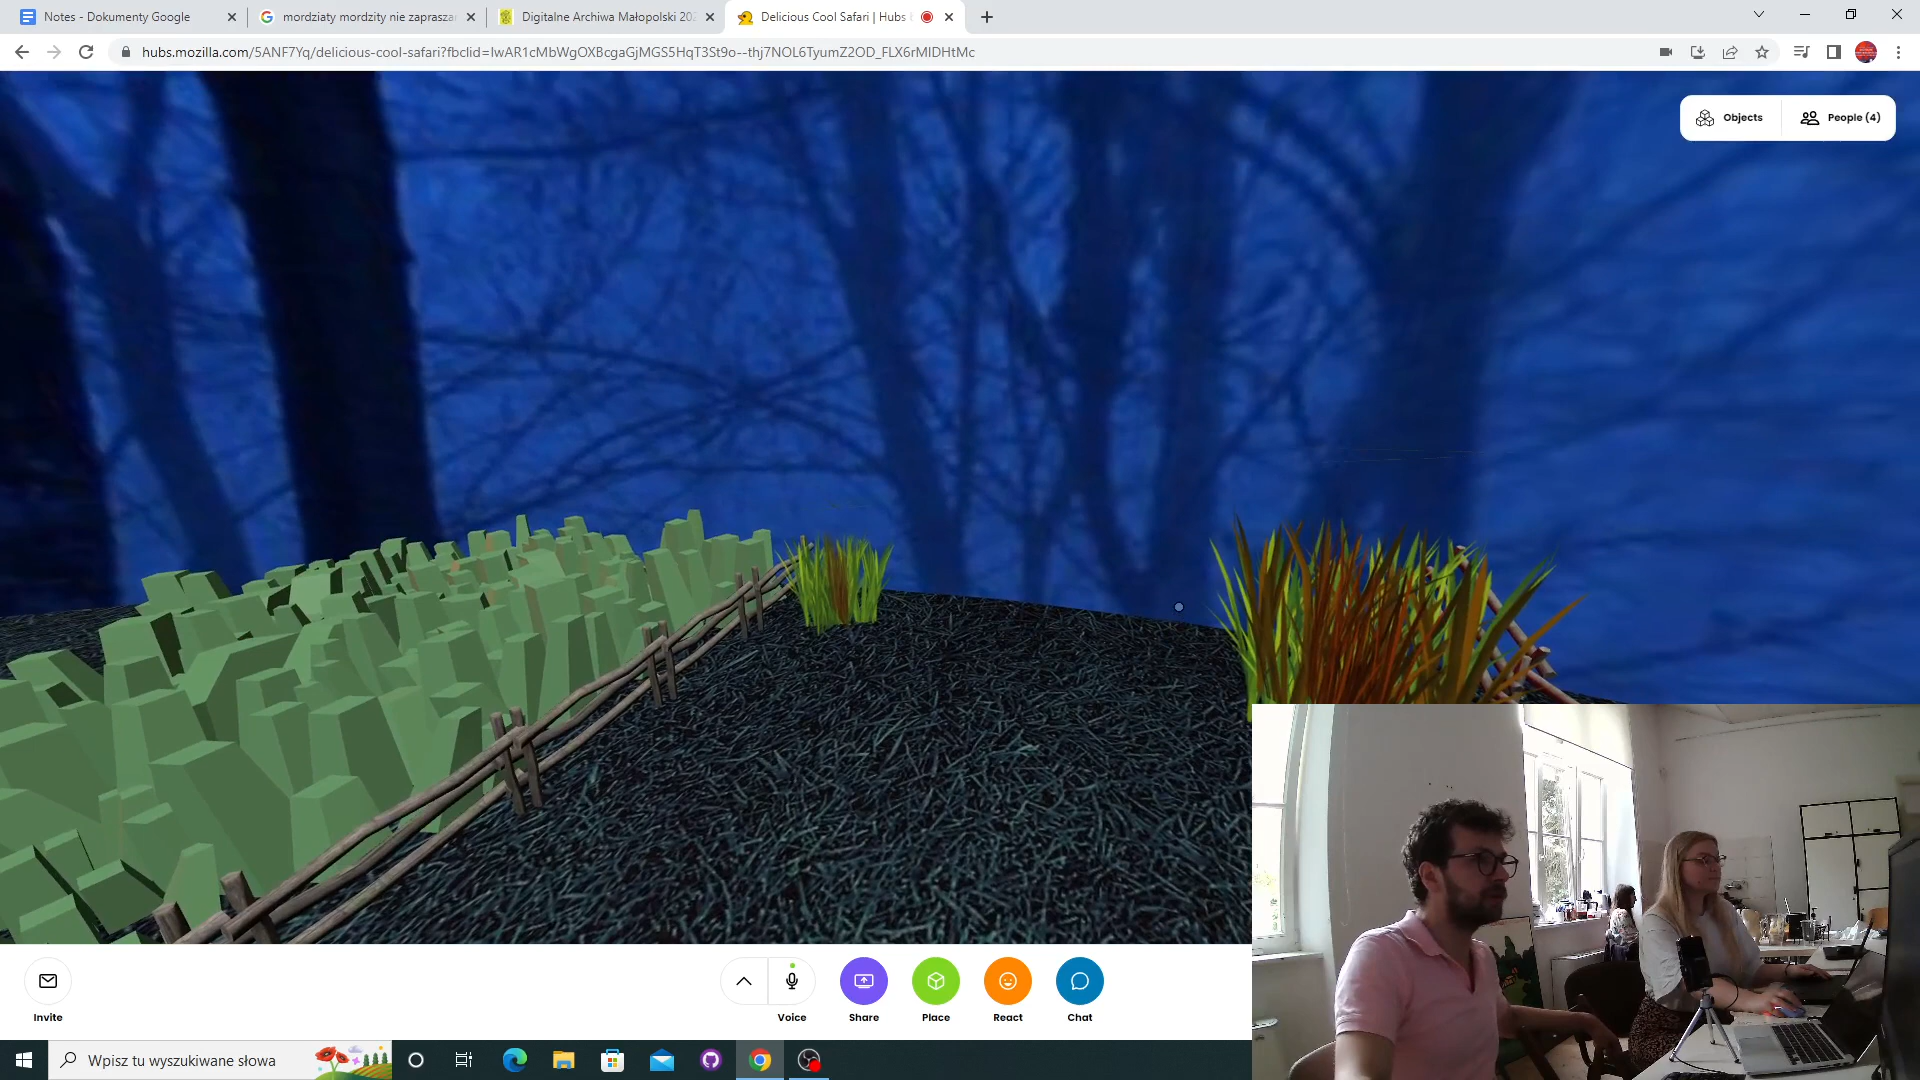 Notes - Dokumenty Google
mordziaty mordzity nie zaprasza
Digitalne Archiwa Małopolski 202
Delicious Cool Safari | Hubs
hubs.mozilla.com/5ANF7Yq/delicious-cool-safari?fbclid=IwAR1cMbWgOXBcgaGjMGS5HqT3St9o--thj7NOL6TyumZ2OD_FLX6rMIDHtMc
Objects
People (4)
Invite
Voice
Share
Place
React
Chat
Wpisz tu wyszukiwane słowa